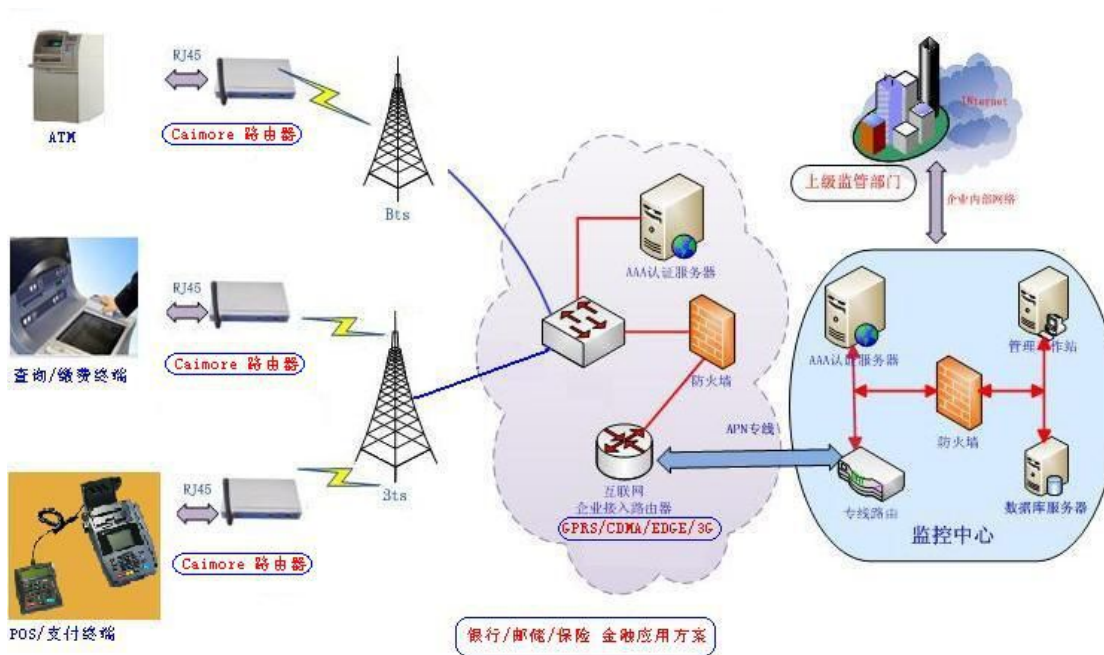 ATM
RJ45
Caimore 路由器
Bts
查询/缴费终端
RJ45
Caimore 路由器
3ts
POS/支付终端
RJ45
Caimore 路由器
AAA认证服务器
防火墙
互联网
企业接入路由器
GPRS/CDMA/EDGE/3G
APN专线
INternet
上级监管部门
企业内部网络
AAA认证服务器
管理工作站
防火墙
专线路由
数据库服务器
监控中心
银行/邮储/保险 金融应用方案